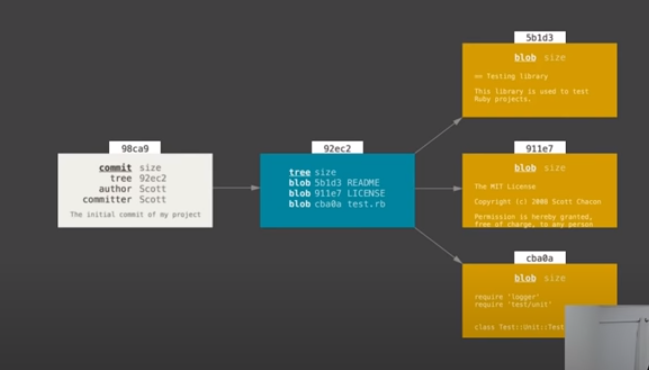 98ca9
commit size
tree 92ec2
author Scott
committer Scott
The initial commit of my project
92ec2
tree size
blob 5b1d3 README
blob 911e7 LICENSE
blob cba0a test.rb
5b1d3
blob size
== Testing library
This library is used to test
Ruby projects.
911e7
blob size
The MIT License
Copyright (c) 2008 Scott Chacon
Permission is hereby granted,
free of charge, to any person
cba0a
blob size
require 'logger'
require 'test/unit'
class Test::Unit::Test